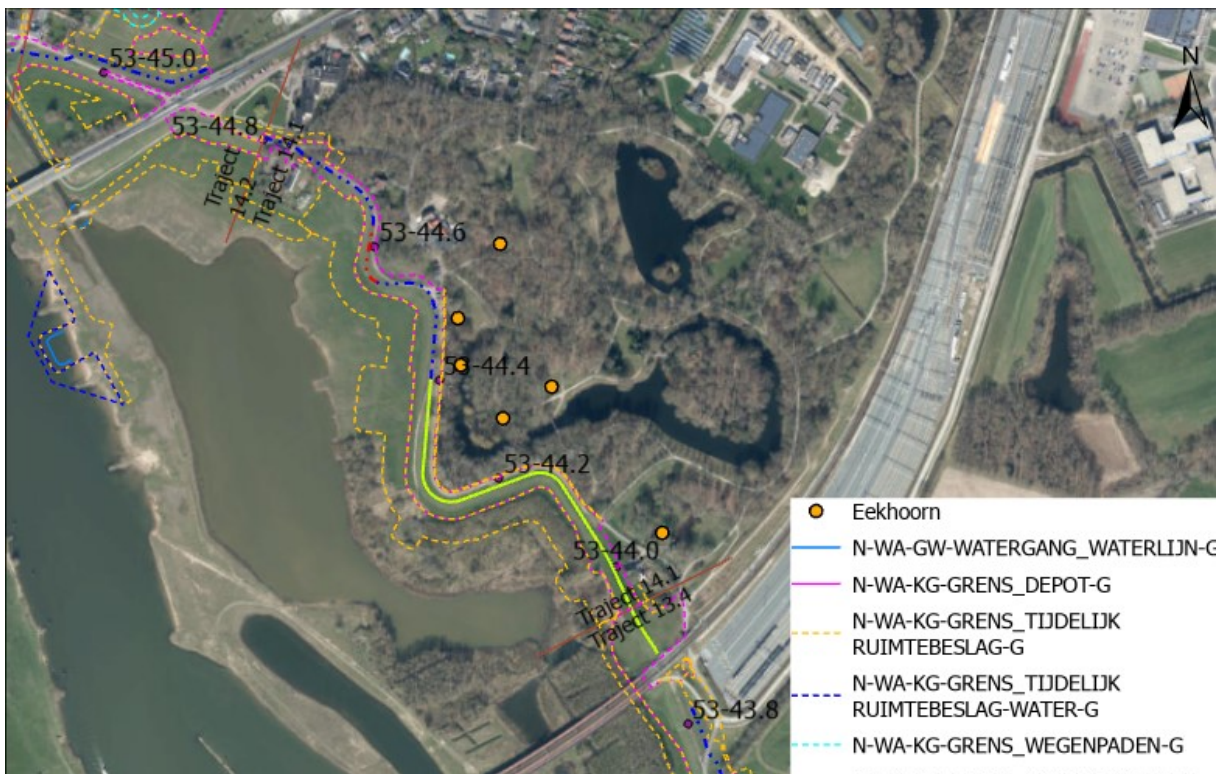 53-45.0
N
53-44.8
Traject
14.2
Traject 14.1
53-44.6
53-44.4
53-44.2
53-44.0
Traject 14.1
Traject 13.4
53-43.8
Eekhoorn
N-WA-GW-WATERGANG_WATERLIJN-G
N-WA-KG-GRENS_DEPOT-G
N-WA-KG-GRENS_TIJDELIJK
RUIMTEBESLAG-G
N-WA-KG-GRENS_TIJDELIJK
RUIMTEBESLAG-WATER-G
N-WA-KG-GRENS_WEGENPADEN-G